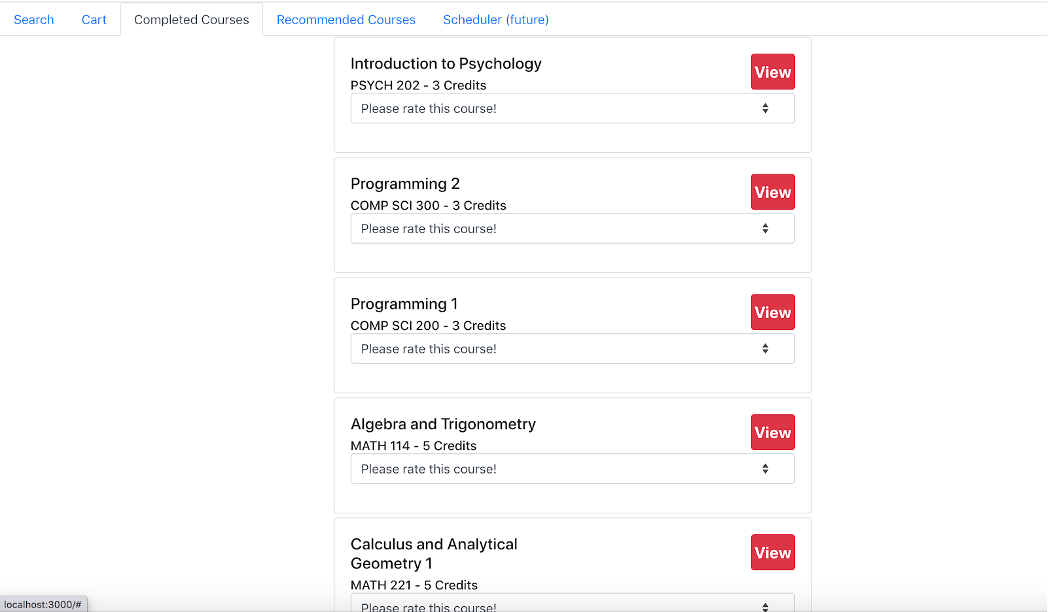 Search Cart Completed Courses Recommended Courses Scheduler (future)
Introduction to Psychology View
PSYCH 202 - 3 Credits
Please rate this course!
Programming 2 View
COMP SCI 300 - 3 Credits
Please rate this course!
Programming 1 View
COMP SCI 200 - 3 Credits
Please rate this course!
Algebra and Trigonometry View
MATH 114 - 5 Credits
Please rate this course!
Calculus and Analytical View
Geometry 1
MATH 221 - 5 Credits
Please rate this course!
localhost:3000/#